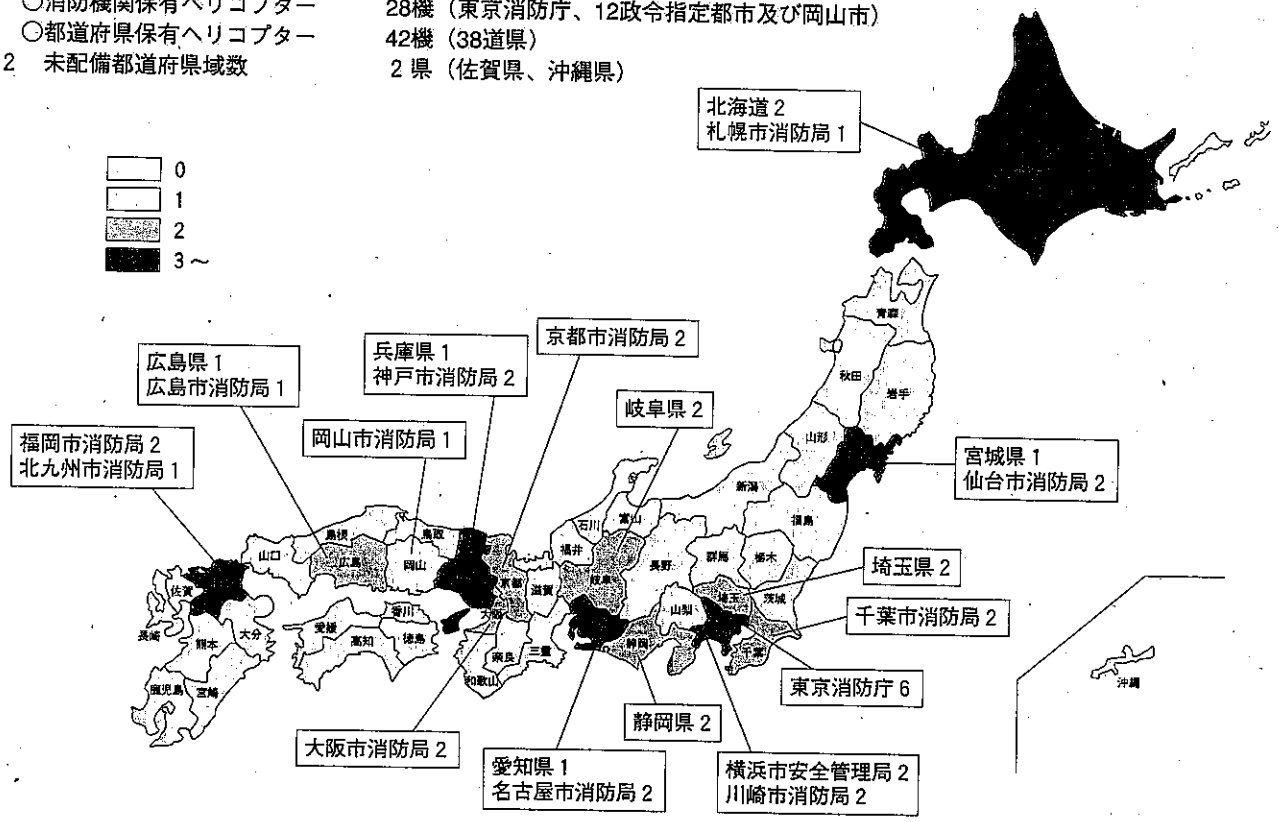 ○消防機関保有ヘリコプター 28機（東京消防庁、12政令指定都市及び岡山市）
○都道府県保有ヘリコプター 42機（38道県）
2 未配備都道府県域数 2県（佐賀県、沖縄県）
北海道 2
札幌市消防局 1
0
1
2
3～
青森
秋田
岩手
山形
京都市消防局 2
兵庫県 1
神戸市消防局 2
広島県 1
広島市消防局 1
岐阜県 2
岡山市消防局 1
福岡市消防局 2
北九州市消防局 1
宮城県 1
仙台市消防局 2
新潟
福島
石川
富山
福井
群馬
栃木
長野
茨城
埼玉
山梨
千葉
静岡
岐阜
滋賀
京都
大阪
奈良
三重
和歌山
鳥取
島根
岡山
広島
山口
香川
愛媛
高知
徳島
佐賀
長崎
熊本
大分
鹿児島
宮崎
埼玉県 2
千葉市消防局 2
東京消防庁 6
静岡県 2
大阪市消防局 2
愛知県 1
名古屋市消防局 2
横浜市安全管理局 2
川崎市消防局 2
沖縄